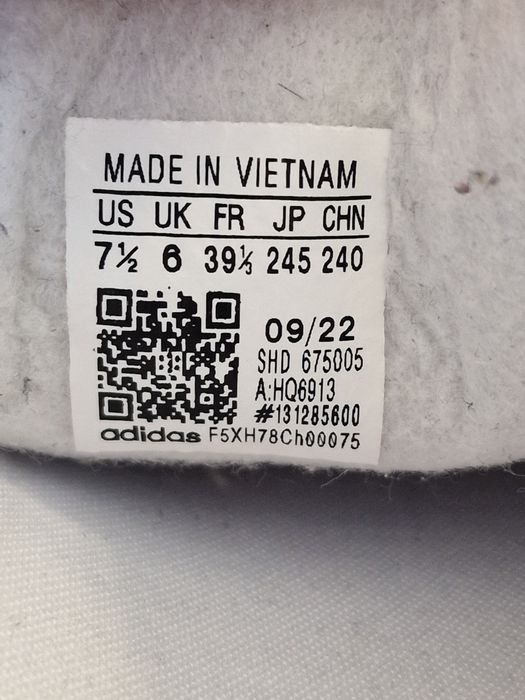 MADE IN VIETNAM
US UK FR JP CHN
7½ 6 39⅓ 245 240
09/22
SHD 675005
A:HQ6913
#131285600
adidas F5XH78Ch00075